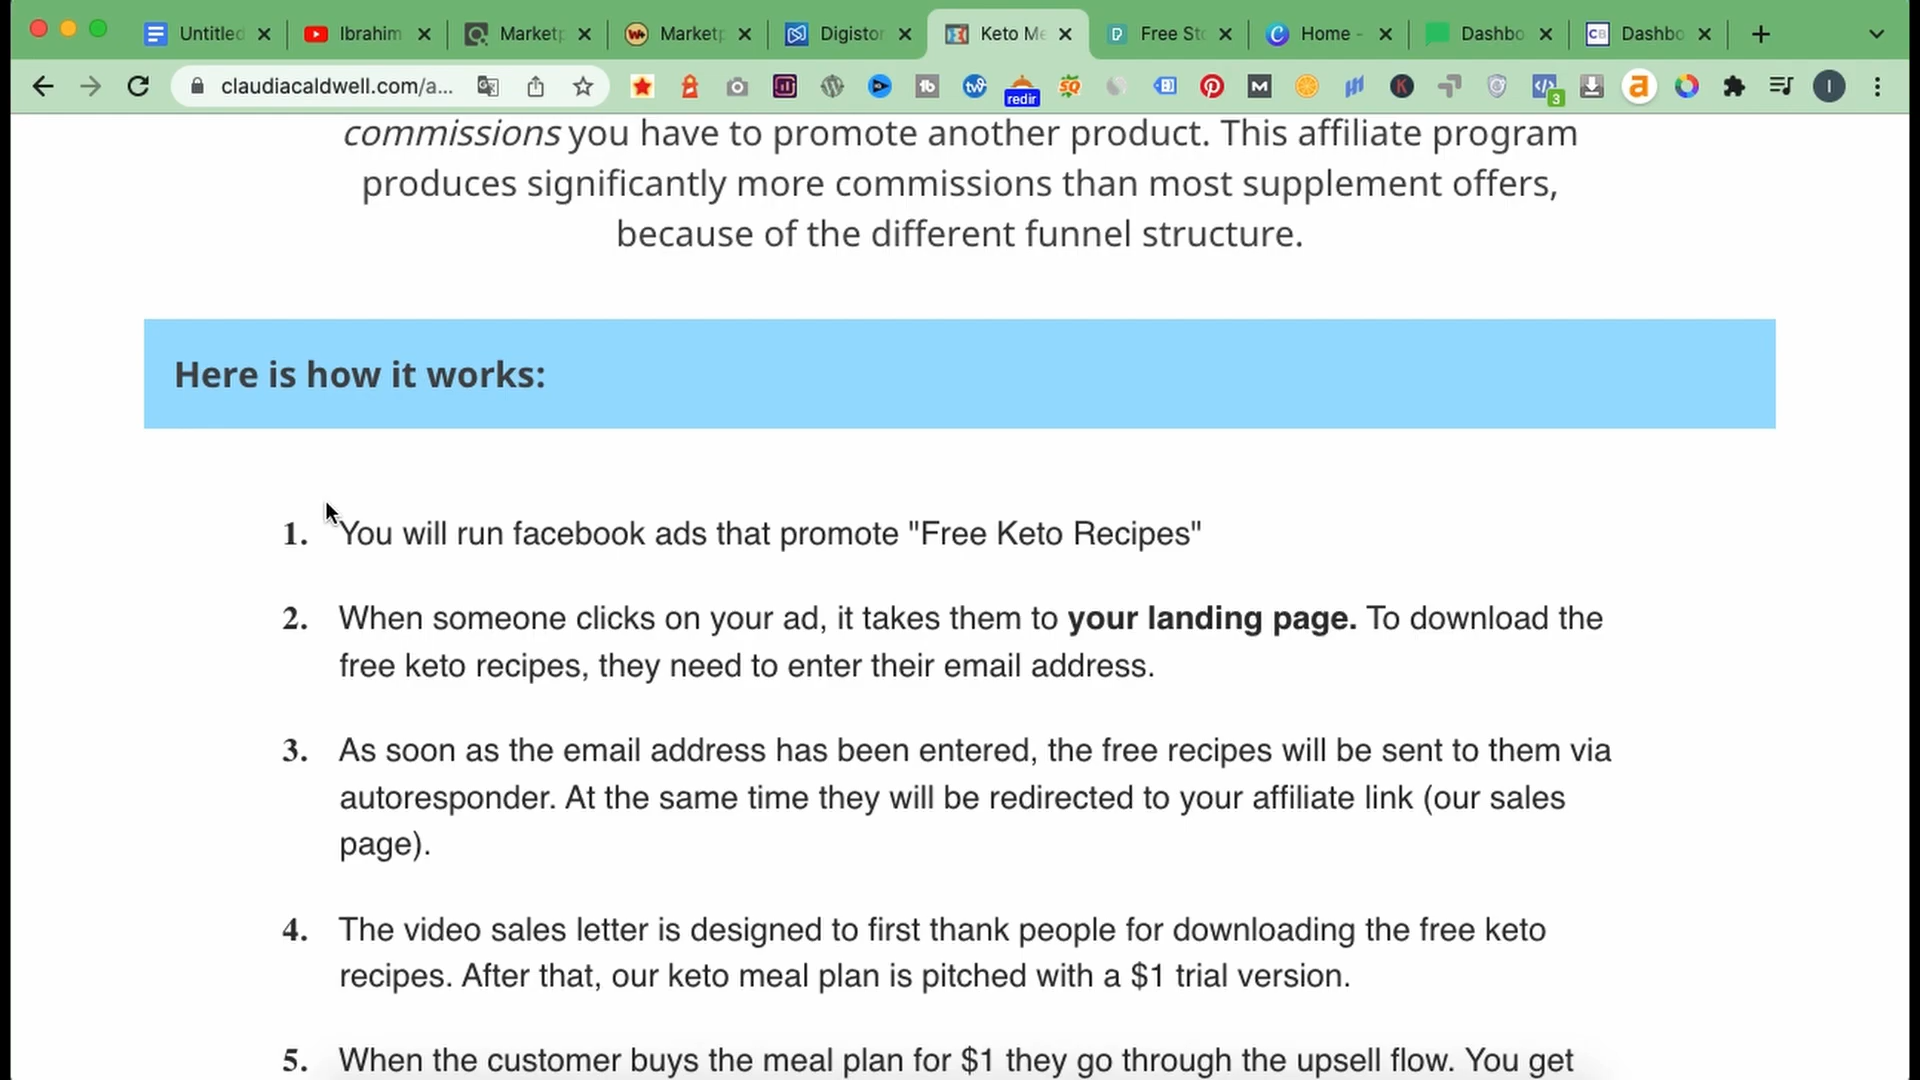 Untitled
Ibrahim
Marketp
Marketp
Digistor
Keto Me
Free Sto
Home -
Dashbo
Dashbo
claudiacaldwell.com/a...
redir
3
commissions you have to promote another product. This affiliate program
produces significantly more commissions than most supplement offers,
because of the different funnel structure.
Here is how it works:
1. You will run facebook ads that promote "Free Keto Recipes"
2. When someone clicks on your ad, it takes them to your landing page. To download the
free keto recipes, they need to enter their email address.
3. As soon as the email address has been entered, the free recipes will be sent to them via
autoresponder. At the same time they will be redirected to your affiliate link (our sales
page).
4. The video sales letter is designed to first thank people for downloading the free keto
recipes. After that, our keto meal plan is pitched with a $1 trial version.
5. When the customer buys the meal plan for $1 they go through the upsell flow. You get